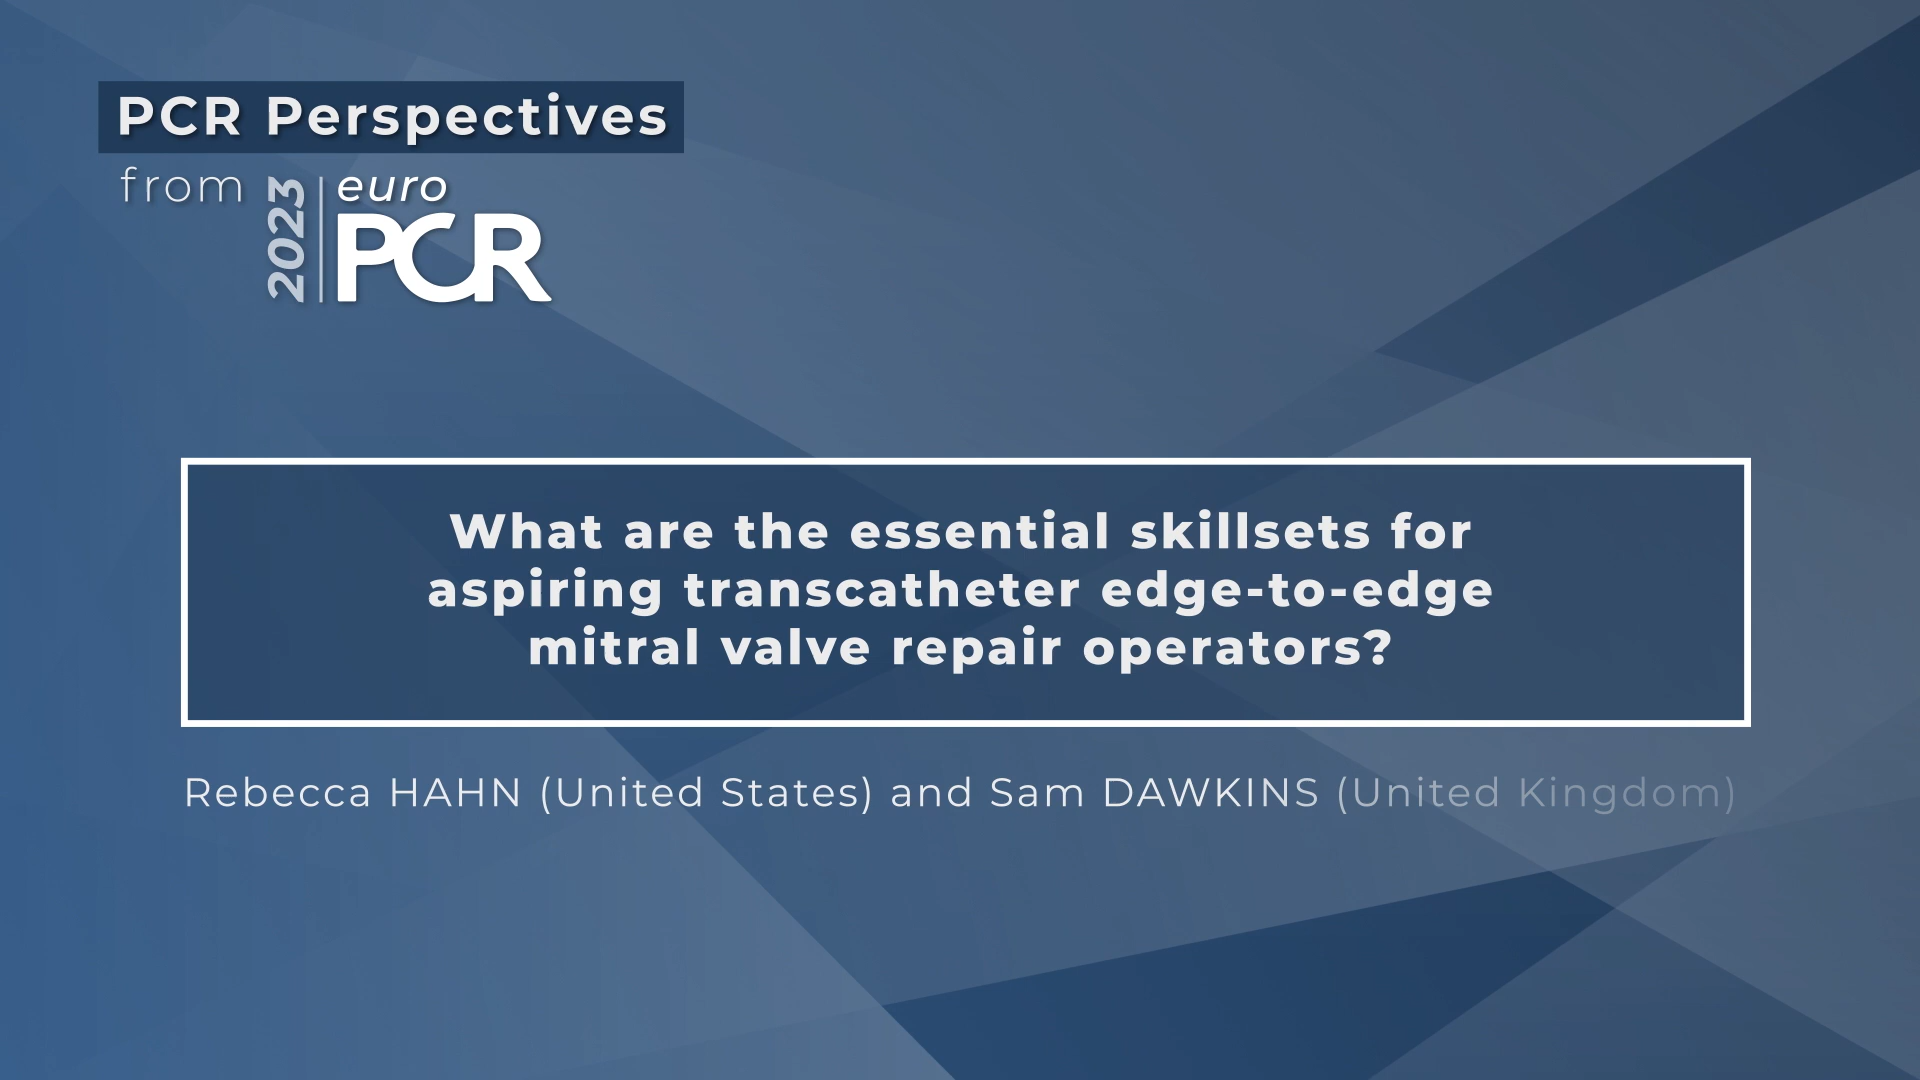 PCR Perspectives
from 2023 euro
PCR
What are the essential skillsets for
aspiring transcatheter edge-to-edge
mitral valve repair operators?
Rebecca HAHN (United States) and Sam DAWKINS (United Kingdom)